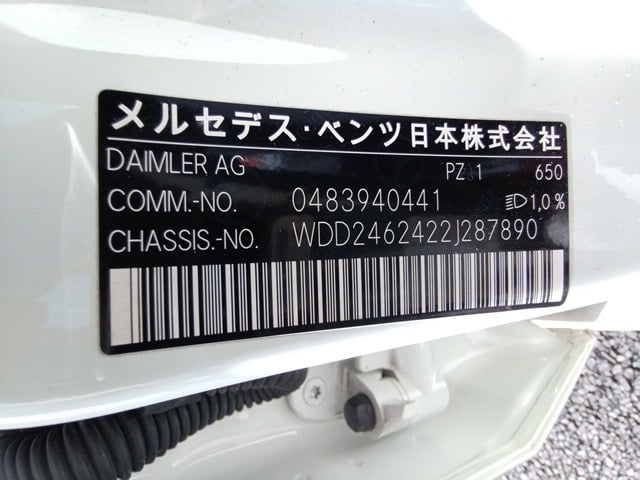 メルセデス・ベンツ日本株式会社
DAIMLER AG PZ 1 650
COMM.-NO. 0483940441 1,0 %
CHASSIS.-NO. WDD2462422J287890